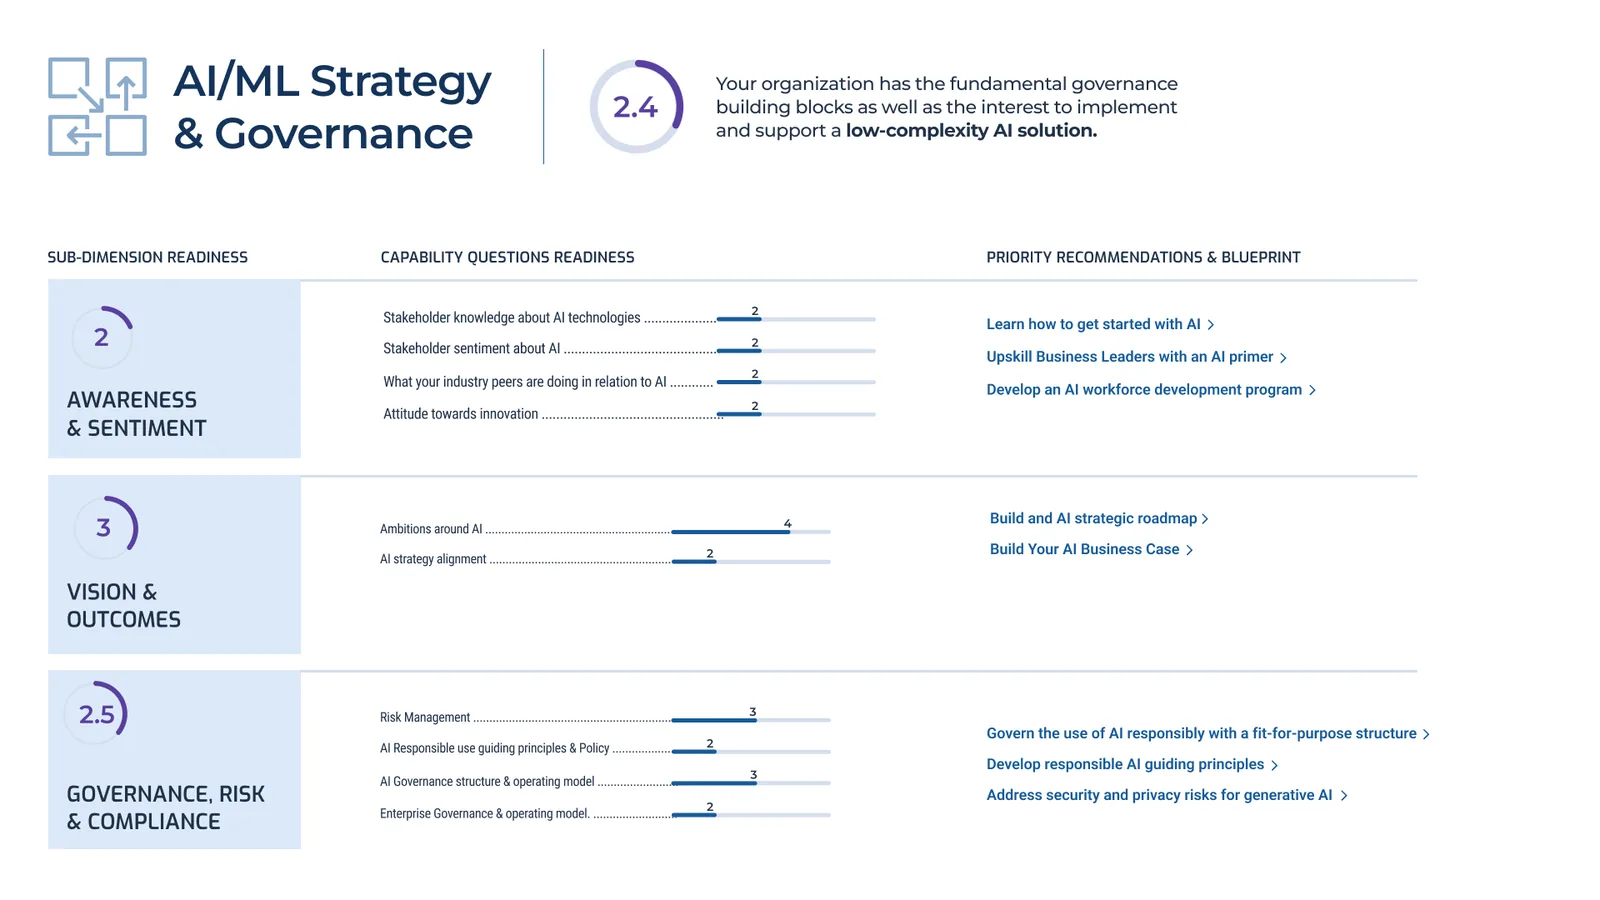 AI/ML Strategy
& Governance
2.4
Your organization has the fundamental governance
building blocks as well as the interest to implement
and support a low-complexity AI solution.
SUB-DIMENSION READINESS
CAPABILITY QUESTIONS READINESS
PRIORITY RECOMMENDATIONS & BLUEPRINT
2
AWARENESS
& SENTIMENT
Stakeholder knowledge about AI technologies .................... 2
Stakeholder sentiment about AI .......................................... 2
What your industry peers are doing in relation to AI ............ 2
Attitude towards innovation ................................................. 2
Learn how to get started with AI >
Upskill Business Leaders with an AI primer >
Develop an AI workforce development program >
3
VISION &
OUTCOMES
Ambitions around AI ......................................................... 4
AI strategy alignment ........................................................ 2
Build and AI strategic roadmap >
Build Your AI Business Case >
2.5
GOVERNANCE, RISK
& COMPLIANCE
Risk Management ............................................................. 3
AI Responsible use guiding principles & Policy .................. 2
AI Governance structure & operating model ......................... 3
Enterprise Governance & operating model. .......................... 2
Govern the use of AI responsibly with a fit-for-purpose structure >
Develop responsible AI guiding principles >
Address security and privacy risks for generative AI >